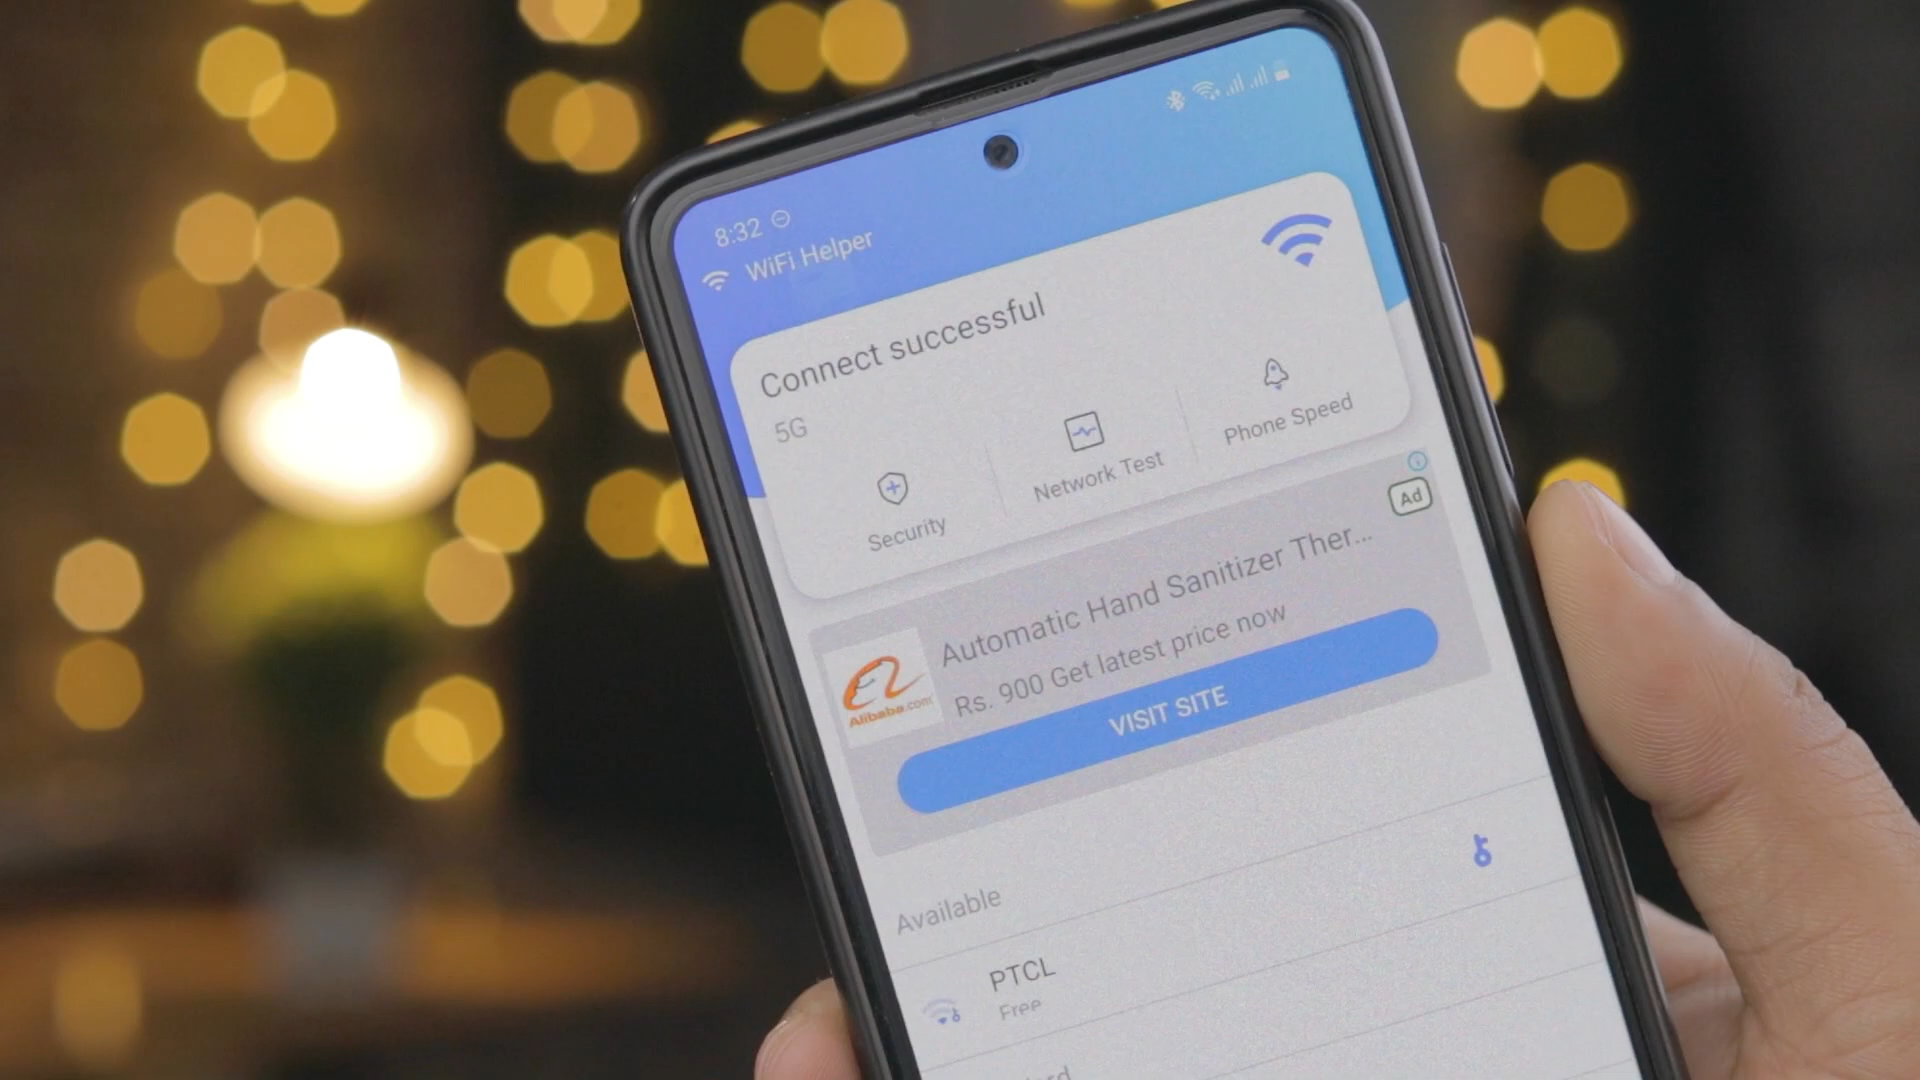 8:32
WiFi Helper
Connect successful
5G
Security
Network Test
Phone Speed
Ad
Automatic Hand Sanitizer Ther...
Rs. 900 Get latest price now
Alibaba.com
VISIT SITE
Available
PTCL
Free